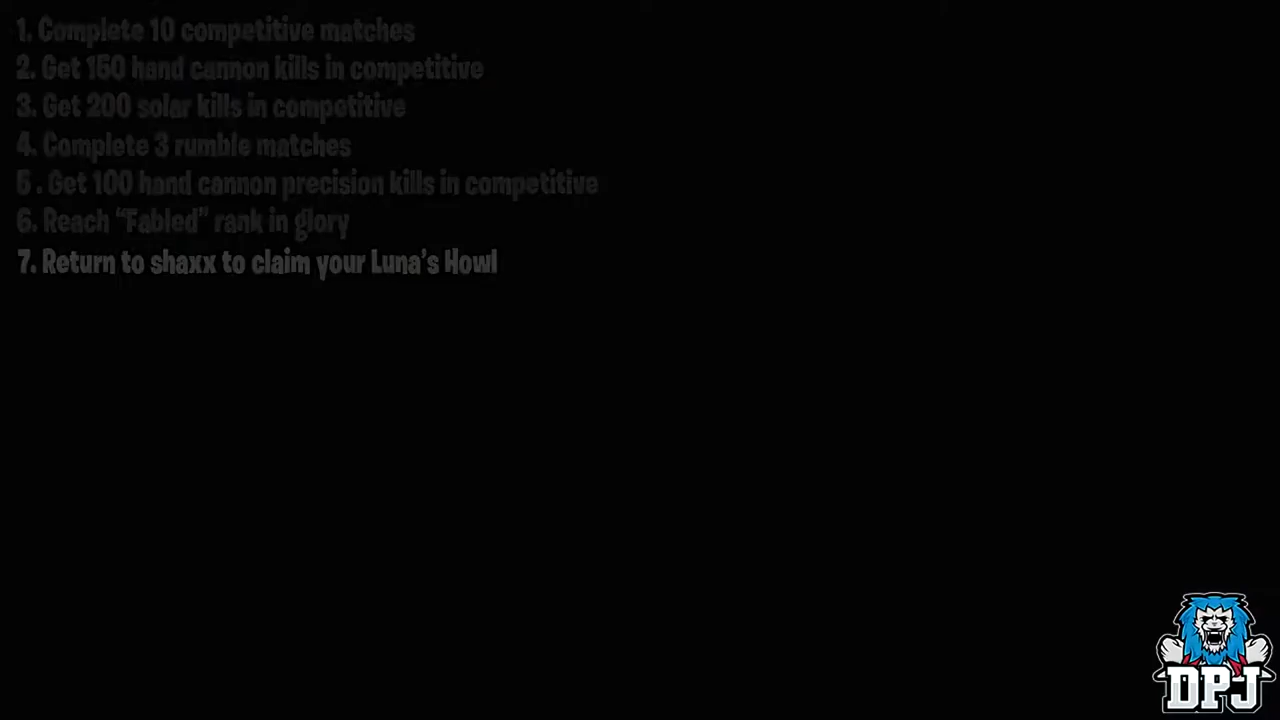 1. Complete 10 competitive matches
2. Get 150 hand cannon kills in competitive
3. Get 200 solar kills in competitive
4. Complete 3 rumble matches
5 . Get 100 hand cannon precision kills in competitive
6. Reach “Fabled” rank in glory
7. Return to shaxx to claim your Luna's Howl
DPJ